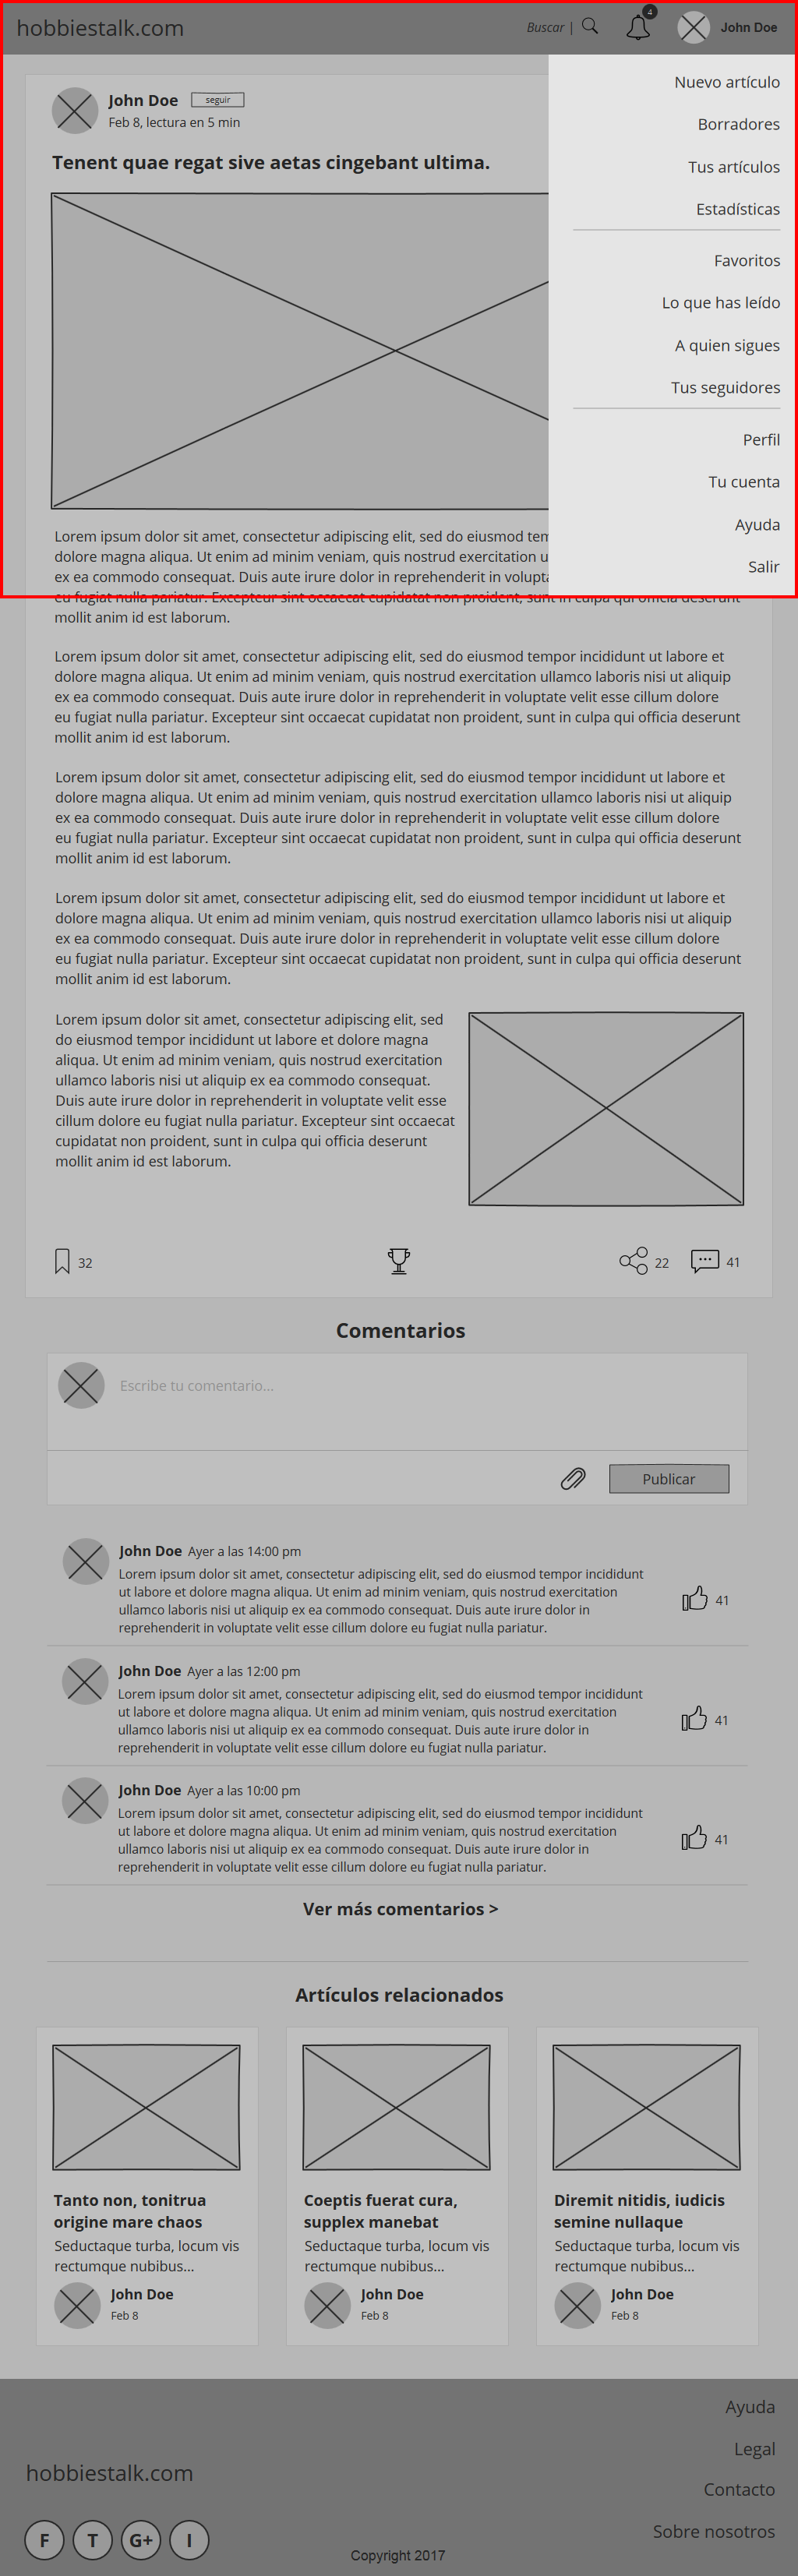 hobbiestalk.com
Buscar |
4
John Doe
Nuevo artículo
Borradores
Tus artículos
Estadísticas
Favoritos
Lo que has leído
A quien sigues
Tus seguidores
Perfil
Tu cuenta
Ayuda
Salir
John Doe
seguir
Feb 8, lectura en 5 min
Tenent quae regat sive aetas cingebant ultima.
Lorem ipsum dolor sit amet, consectetur adipiscing elit, sed do eiusmod
dolore magna aliqua. Ut enim ad minim veniam, quis nostrud exercitation
ex ea commodo consequat. Duis aute irure dolor in reprehenderit in
eu fugiat nulla pariatur. Excepteur sint occaecat cupidatat non proident, sunt in culpa qui officia deserunt
mollit anim id est laborum.
Lorem ipsum dolor sit amet, consectetur adipiscing elit, sed do eiusmod tempor incididunt ut labore et
dolore magna aliqua. Ut enim ad minim veniam, quis nostrud exercitation ullamco laboris nisi ut aliquip
ex ea commodo consequat. Duis aute irure dolor in reprehenderit in voluptate velit esse cillum dolore
eu fugiat nulla pariatur. Excepteur sint occaecat cupidatat non proident, sunt in culpa qui officia deserunt
mollit anim id est laborum.
Lorem ipsum dolor sit amet, consectetur adipiscing elit, sed do eiusmod tempor incididunt ut labore et
dolore magna aliqua. Ut enim ad minim veniam, quis nostrud exercitation ullamco laboris nisi ut aliquip
ex ea commodo consequat. Duis aute irure dolor in reprehenderit in voluptate velit esse cillum dolore
eu fugiat nulla pariatur. Excepteur sint occaecat cupidatat non proident, sunt in culpa qui officia deserunt
mollit anim id est laborum.
Lorem ipsum dolor sit amet, consectetur adipiscing elit, sed do eiusmod tempor incididunt ut labore et
dolore magna aliqua. Ut enim ad minim veniam, quis nostrud exercitation ullamco laboris nisi ut aliquip
ex ea commodo consequat. Duis aute irure dolor in reprehenderit in voluptate velit esse cillum dolore
eu fugiat nulla pariatur. Excepteur sint occaecat cupidatat non proident, sunt in culpa qui officia deserunt
mollit anim id est laborum.
Lorem ipsum dolor sit amet, consectetur adipiscing elit, sed
do eiusmod tempor incididunt ut labore et dolore magna
aliqua. Ut enim ad minim veniam, quis nostrud exercitation
ullamco laboris nisi ut aliquip ex ea commodo consequat.
Duis aute irure dolor in reprehenderit in voluptate velit esse
cillum dolore eu fugiat nulla pariatur. Excepteur sint occaecat
cupidatat non proident, sunt in culpa qui officia deserunt
mollit anim id est laborum.
32
22
41
Comentarios
Escribe tu comentario...
Publicar
John Doe Ayer a las 14:00 pm
Lorem ipsum dolor sit amet, consectetur adipiscing elit, sed do eiusmod tempor incididunt
ut labore et dolore magna aliqua. Ut enim ad minim veniam, quis nostrud exercitation
ullamco laboris nisi ut aliquip ex ea commodo consequat. Duis aute irure dolor in
reprehenderit in voluptate velit esse cillum dolore eu fugiat nulla pariatur.
41
John Doe Ayer a las 12:00 pm
Lorem ipsum dolor sit amet, consectetur adipiscing elit, sed do eiusmod tempor incididunt
ut labore et dolore magna aliqua. Ut enim ad minim veniam, quis nostrud exercitation
ullamco laboris nisi ut aliquip ex ea commodo consequat. Duis aute irure dolor in
reprehenderit in voluptate velit esse cillum dolore eu fugiat nulla pariatur.
41
John Doe Ayer a las 10:00 pm
Lorem ipsum dolor sit amet, consectetur adipiscing elit, sed do eiusmod tempor incididunt
ut labore et dolore magna aliqua. Ut enim ad minim veniam, quis nostrud exercitation
ullamco laboris nisi ut aliquip ex ea commodo consequat. Duis aute irure dolor in
reprehenderit in voluptate velit esse cillum dolore eu fugiat nulla pariatur.
41
Ver más comentarios >
Artículos relacionados
Tanto non, tonitrua
origine mare chaos
Seductaque turba, locum vis
rectumque nubibus...
John Doe
Feb 8
Coeptis fuerat cura,
supplex manebat
Seductaque turba, locum vis
rectumque nubibus...
John Doe
Feb 8
Diremit nitidis, iudicis
semine nullaque
Seductaque turba, locum vis
rectumque nubibus...
John Doe
Feb 8
Ayuda
Legal
Contacto
Sobre nosotros
hobbiestalk.com
F
T
G+
I
Copyright 2017